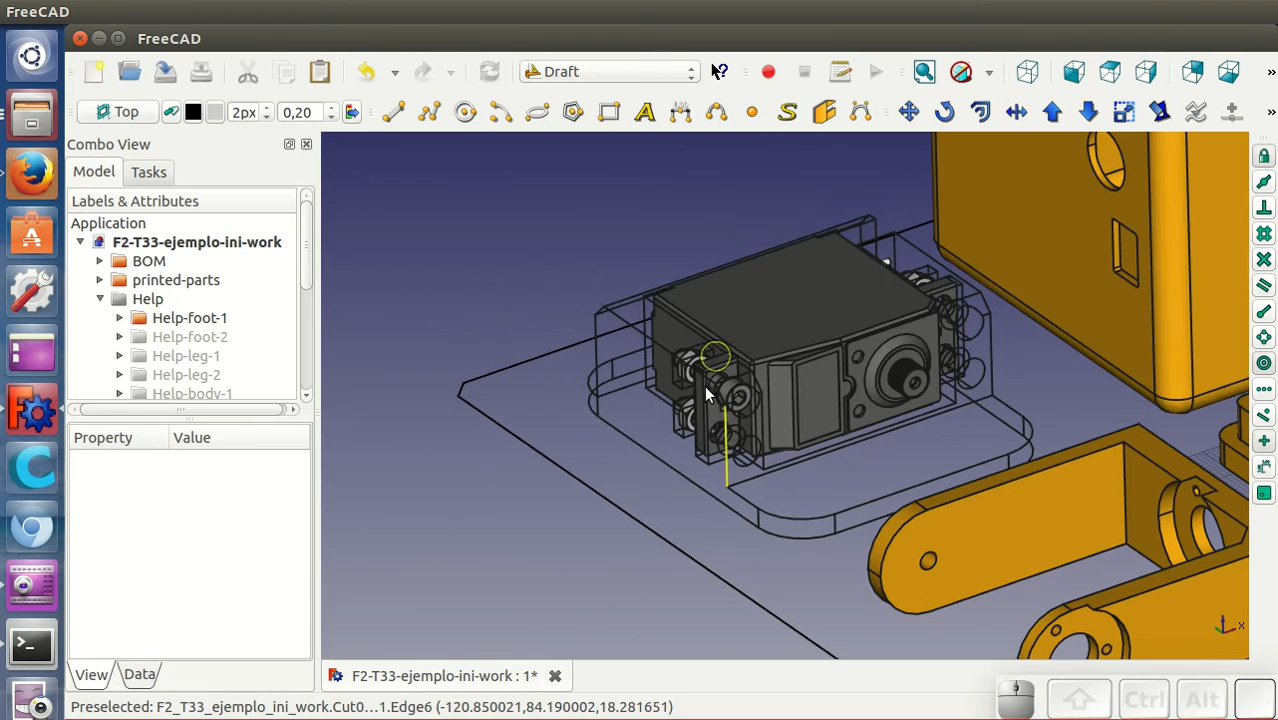 FreeCAD
FreeCAD
Draft
Top
2px
0,20
Combo View
Model
Tasks
Labels & Attributes
Application
F2-T33-ejemplo-ini-work
BOM
printed-parts
Help
Help-foot-1
Help-foot-2
Help-leg-1
Help-leg-2
Help-body-1
Property
Value
View
Data
x
F2-T33-ejemplo-ini-work : 1*
Preselected: F2_T33_ejemplo_ini_work.Cut0...1.Edge6 (-120.850021,84.190002,18.281651)
Ctrl
Alt